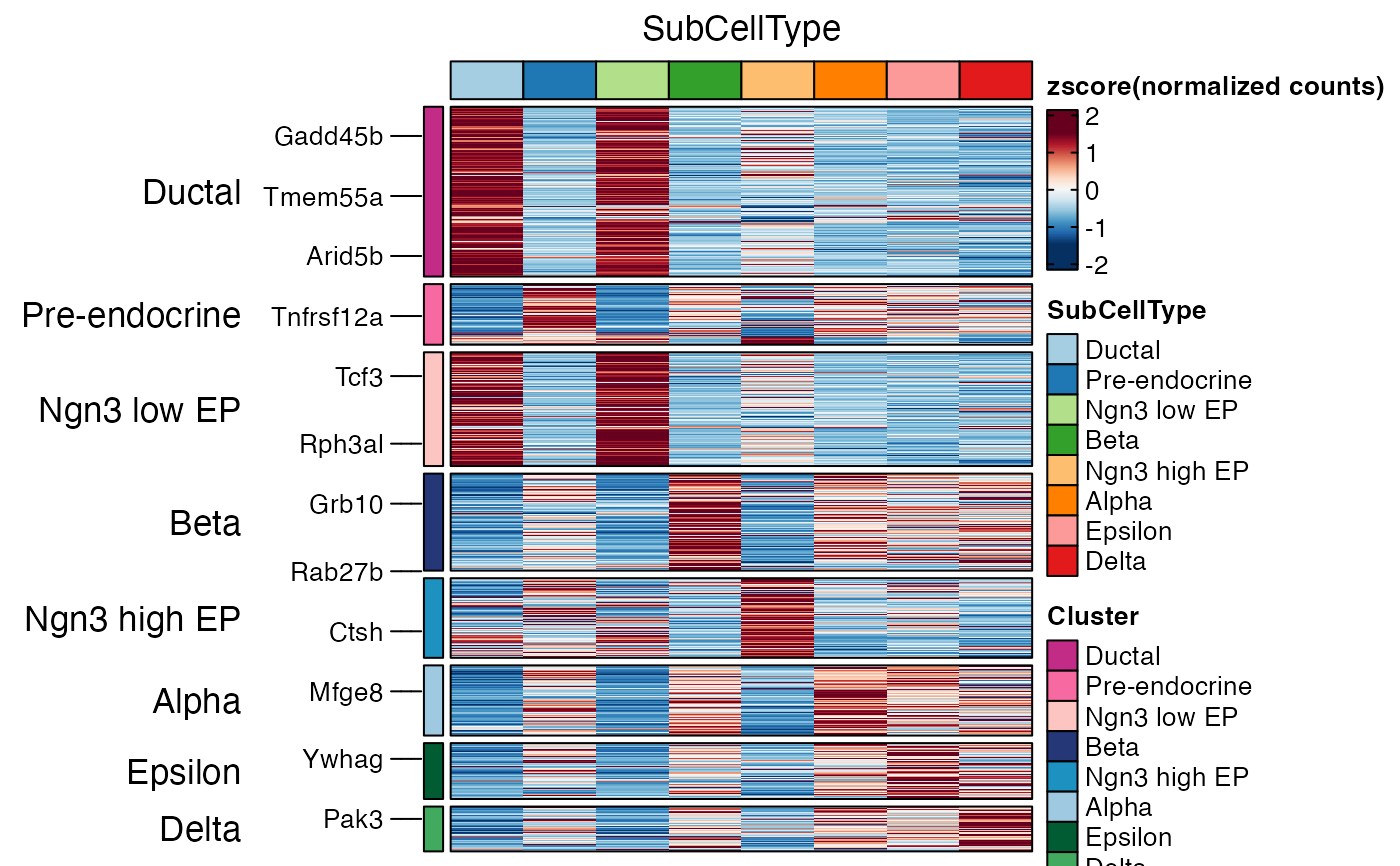 SubCellType
zscore(normalized counts)
2
1
0
-1
-2
Ductal
Gadd45b
Tmem55a
Arid5b
Pre-endocrine
Tnfrsf12a
Ngn3 low EP
Tcf3
Rph3al
Beta
Grb10
Rab27b
Ngn3 high EP
Ctsh
Alpha
Mfge8
Epsilon
Ywhag
Delta
Pak3
SubCellType
Ductal
Pre-endocrine
Ngn3 low EP
Beta
Ngn3 high EP
Alpha
Epsilon
Delta
Cluster
Ductal
Pre-endocrine
Ngn3 low EP
Beta
Ngn3 high EP
Alpha
Epsilon
Delta